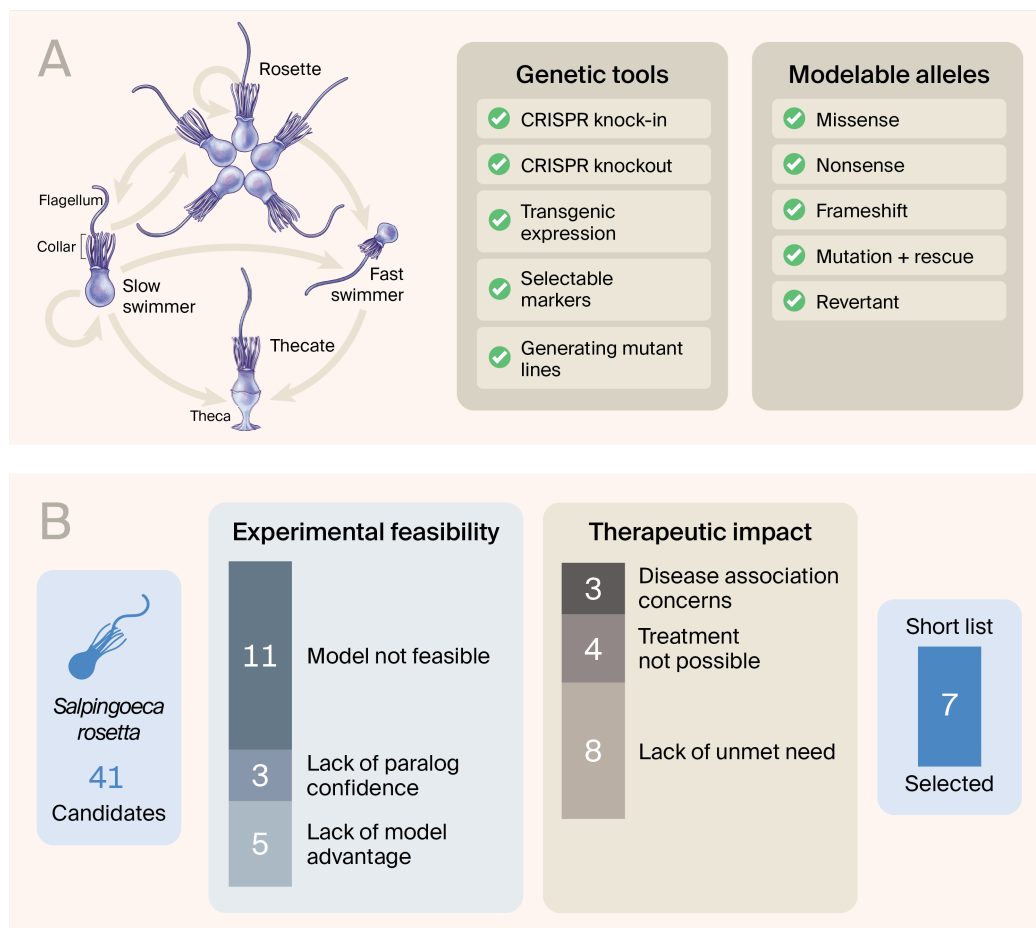 A
Rosette
Flagellum
Collar
Slow
swimmer
Fast
swimmer
Thecate
Theca
Genetic tools
CRISPR knock-in
CRISPR knockout
Transgenic
expression
Selectable
markers
Generating mutant
lines
Modelable alleles
Missense
Nonsense
Frameshift
Mutation + rescue
Revertant
B
Salpingoeca
rosetta
41
Candidates
Experimental feasibility
11
Model not feasible
3
Lack of paralog
confidence
5
Lack of model
advantage
Therapeutic impact
3
Disease association
concerns
4
Treatment
not possible
8
Lack of unmet need
Short list
7
Selected